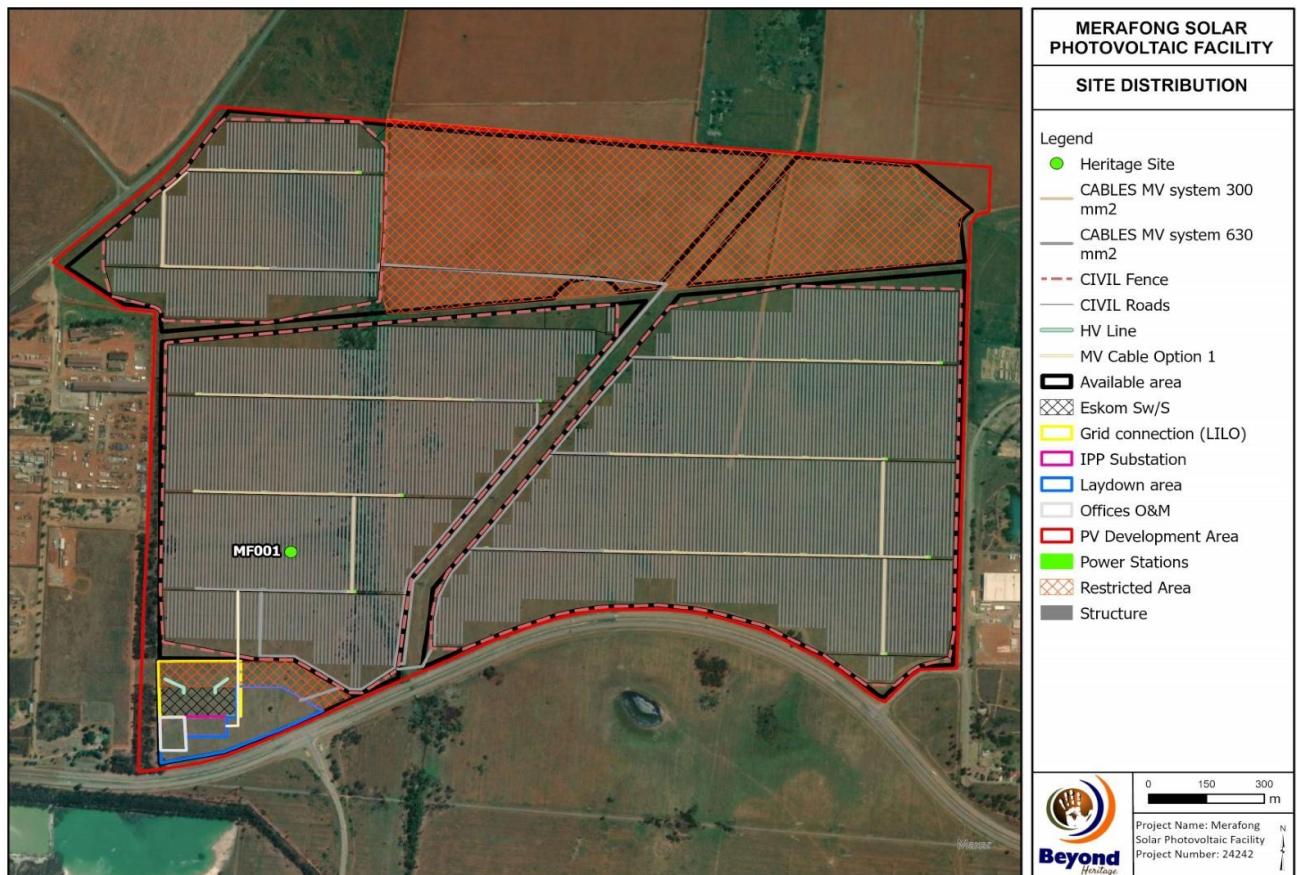 MERAFONG SOLAR
PHOTOVOLTAIC FACILITY
SITE DISTRIBUTION
Legend
Heritage Site
CABLES MV system 300
mm2
CABLES MV system 630
mm2
CIVIL Fence
CIVIL Roads
HV Line
MV Cable Option 1
Available area
Eskom Sw/S
Grid connection (LILO)
IPP Substation
Laydown area
Offices O&M
PV Development Area
Power Stations
Restricted Area
Structure
MF001
Maxar
0 150 300
m
Beyond
Heritage
Project Name: Merafong
Solar Photovoltaic Facility
Project Number: 24242
N